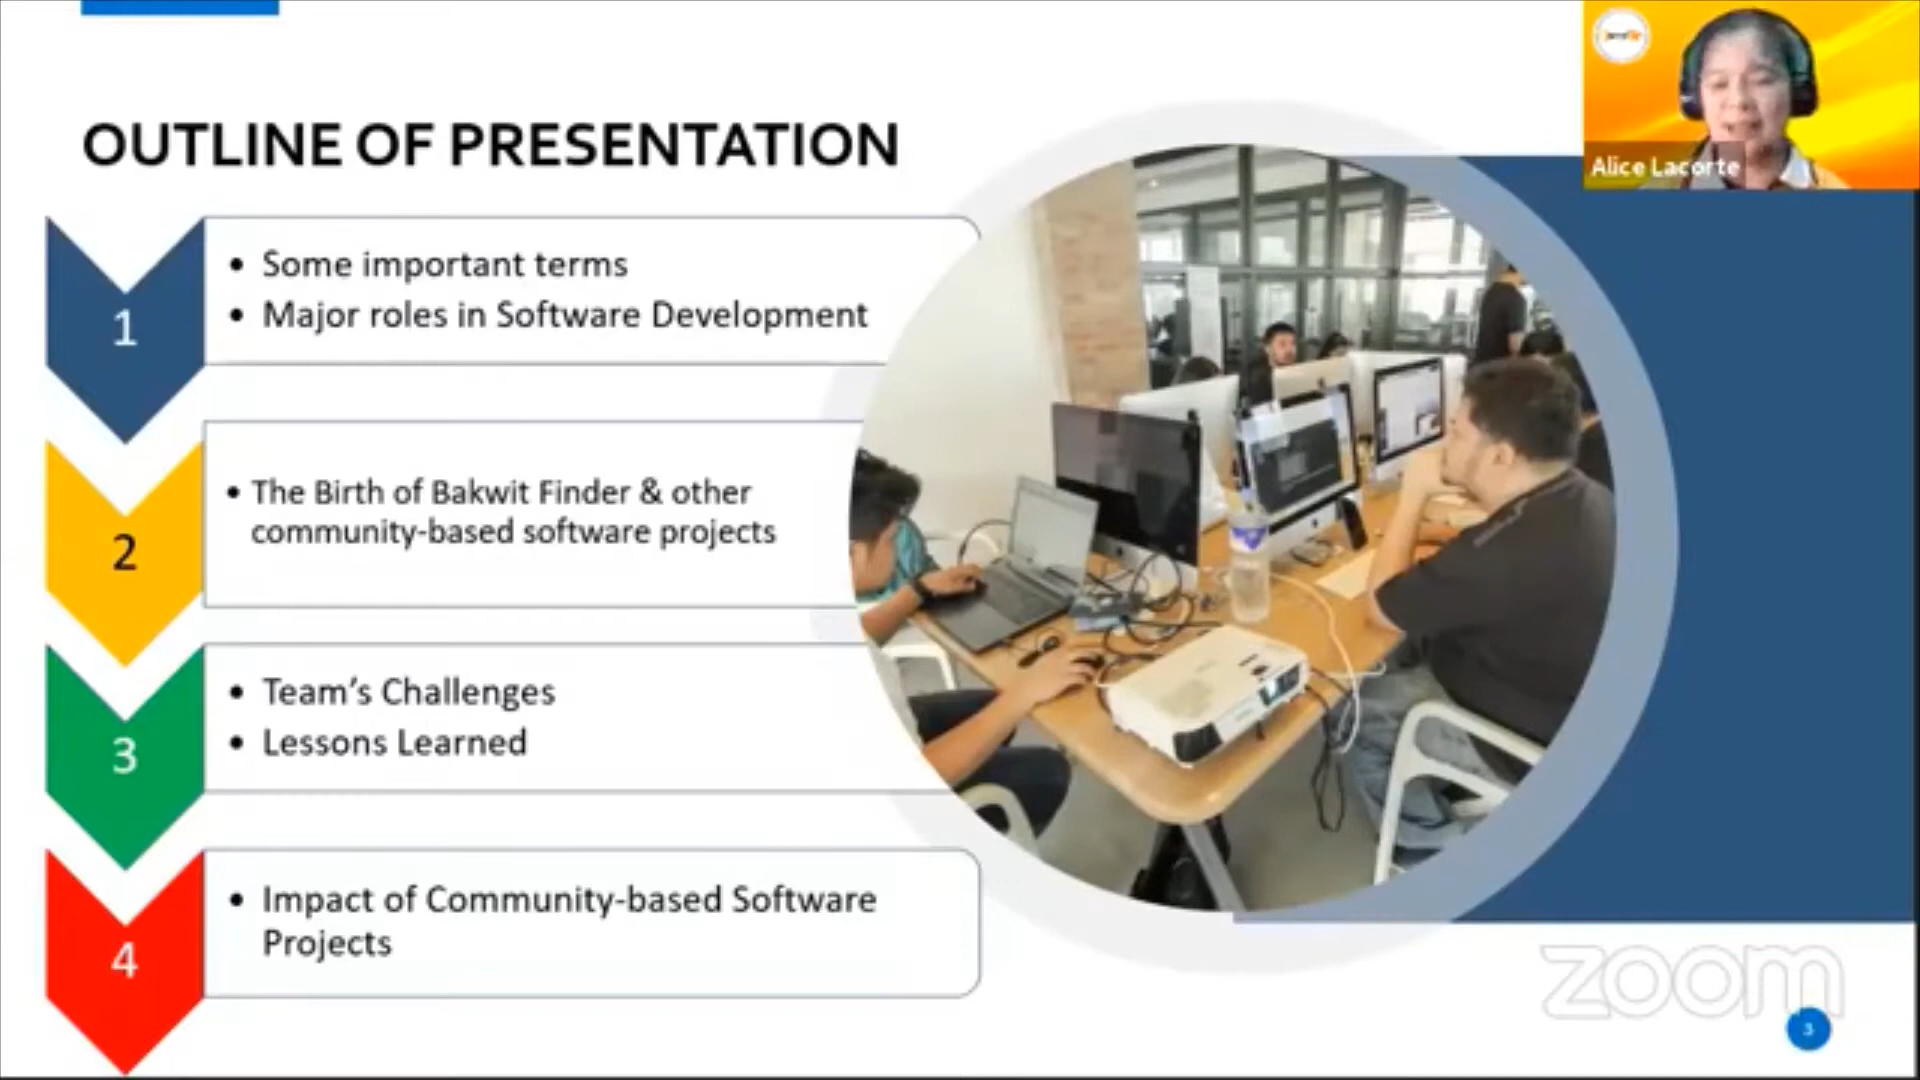 Alice Lacorte
OUTLINE OF PRESENTATION
1
• Some important terms
• Major roles in Software Development
2
• The Birth of Bakwit Finder & other
community-based software projects
3
• Team's Challenges
• Lessons Learned
4
• Impact of Community-based Software
Projects
zoom
3